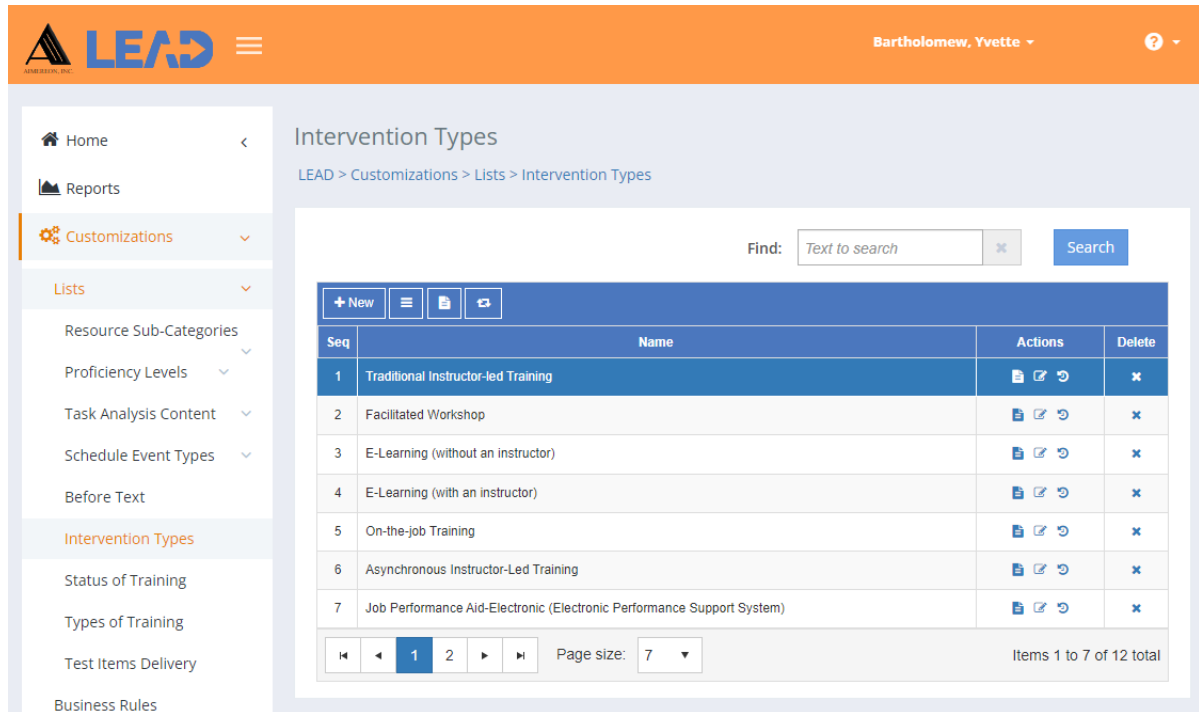 AIMEREON, INC.
LEAD
Bartholomew, Yvette
?
Home
Reports
Customizations
Lists
Resource Sub-Categories
Proficiency Levels
Task Analysis Content
Schedule Event Types
Before Text
Intervention Types
Status of Training
Types of Training
Test Items Delivery
Business Rules
Intervention Types
LEAD > Customizations > Lists > Intervention Types
Find: Text to search Search
+ New
Seq Name Actions Delete
1 Traditional Instructor-led Training
2 Facilitated Workshop
3 E-Learning (without an instructor)
4 E-Learning (with an instructor)
5 On-the-job Training
6 Asynchronous Instructor-Led Training
7 Job Performance Aid-Electronic (Electronic Performance Support System)
1 2 Page size: 7 Items 1 to 7 of 12 total